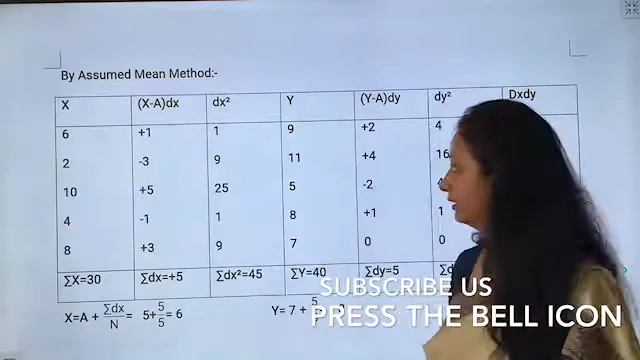 By Assumed Mean Method:-
X (X-A)dx dx² Y (Y-A)dy dy² Dxdy
6 +1 1 9 +2 4
2 -3 9 11 +4 16
10 +5 25 5 -2
4 -1 1 8 +1 1
8 +3 9 7 0 0
∑X=30 ∑dx=+5 ∑dx²=45 ∑Y=40 ∑dy=5
X=A + ∑dx/N = 5+ 5/5 = 6 Y= 7 + 5
SUBSCRIBE US
PRESS THE BELL ICON